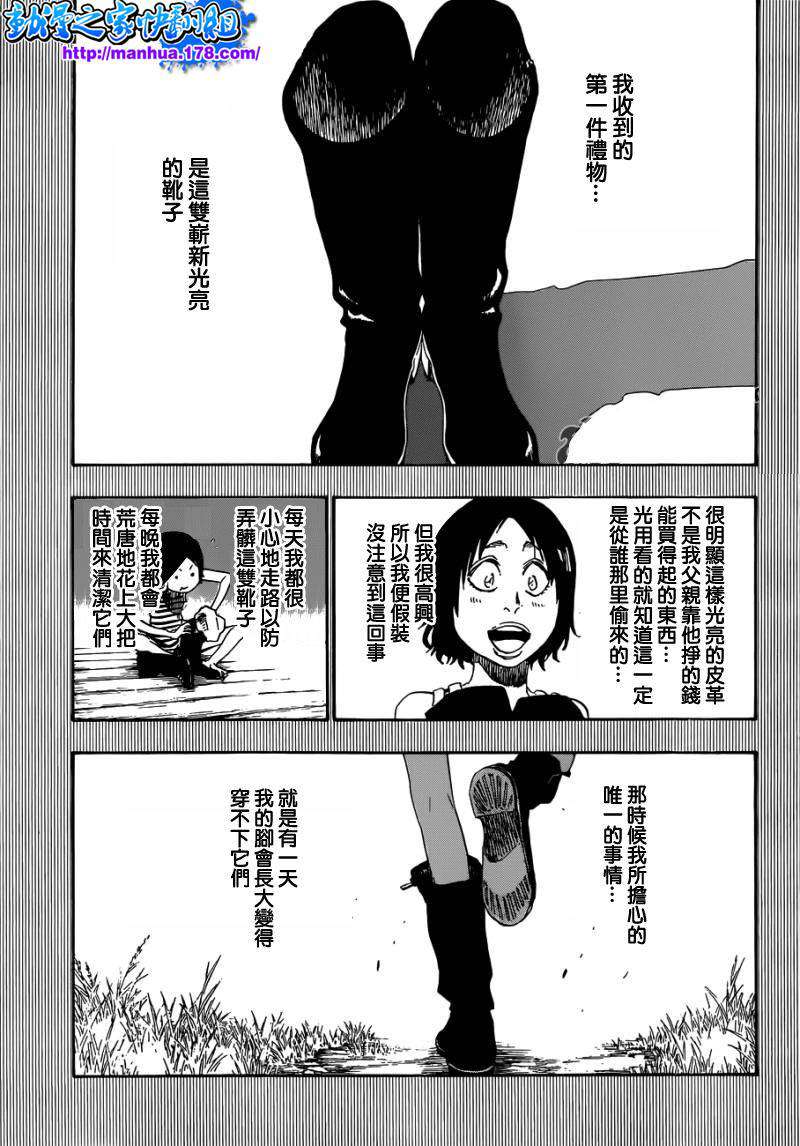 動漫之家快翻組
http://manhua.178.com/
我收到的
第一件禮物…
是這雙嶄新光亮
的靴子
很明顯這樣光亮的皮革
不是我父親靠他掙的錢
能買得起的東西…
光用看的就知道這一定
是從誰那里偷來的…
但我很高興，
所以我便假裝
沒注意到這回事
每天我都很
小心地走路以防
弄髒這雙靴子
每晚我都會
荒唐地花上大把
時間來清潔它們
那時候我所擔心的
唯一的事情…
就是有一天
我的腳會長大變得
穿不下它們